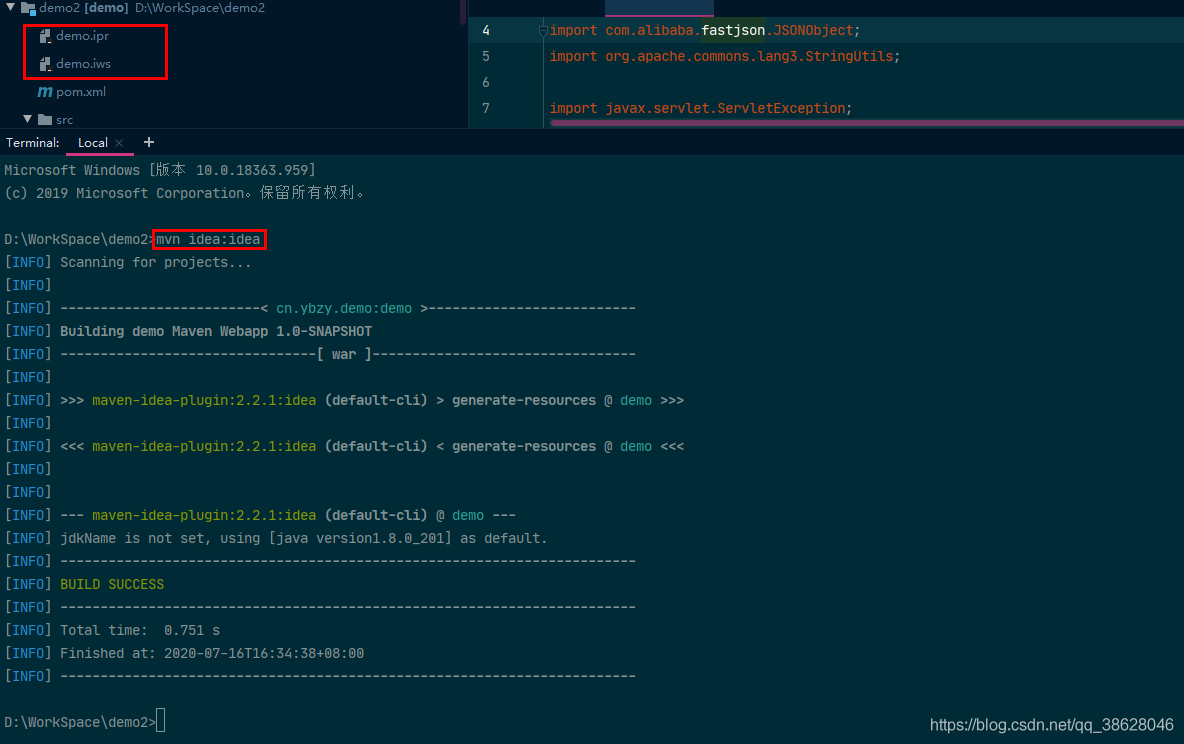 demo2 [demo] D:\WorkSpace\demo2
demo.ipr
demo.iws
pom.xml
src
4 import com.alibaba.fastjson.JSONObject;
5 import org.apache.commons.lang3.StringUtils;
6
7 import javax.servlet.ServletException;
Terminal: Local × +
Microsoft Windows [版本 10.0.18363.959]
(c) 2019 Microsoft Corporation。保留所有权利。
D:\WorkSpace\demo2>mvn idea:idea
[INFO] Scanning for projects...
[INFO]
[INFO] -------------------------< cn.ybzy.demo:demo >--------------------------
[INFO] Building demo Maven Webapp 1.0-SNAPSHOT
[INFO] --------------------------------[ war ]---------------------------------
[INFO]
[INFO] >>> maven-idea-plugin:2.2.1:idea (default-cli) > generate-resources @ demo >>>
[INFO]
[INFO] <<< maven-idea-plugin:2.2.1:idea (default-cli) < generate-resources @ demo <<<
[INFO]
[INFO]
[INFO] --- maven-idea-plugin:2.2.1:idea (default-cli) @ demo ---
[INFO] jdkName is not set, using [java version1.8.0_201] as default.
[INFO] ------------------------------------------------------------------------
[INFO] BUILD SUCCESS
[INFO] ------------------------------------------------------------------------
[INFO] Total time:  0.751 s
[INFO] Finished at: 2020-07-16T16:34:38+08:00
[INFO] ------------------------------------------------------------------------
D:\WorkSpace\demo2>
https://blog.csdn.net/qq_38628046